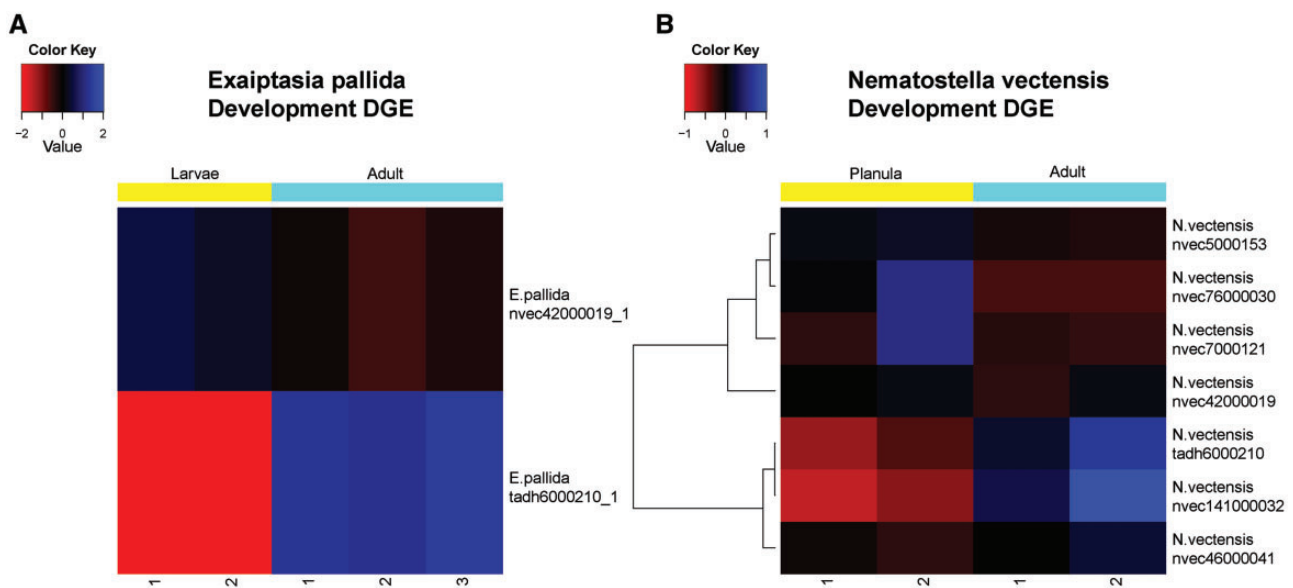 A
Color Key
−2 0 2
Value
Exaiptasia pallida
Development DGE
Larvae Adult
E.pallida
nvec42000019_1
E.pallida
tadh6000210_1
1 2 1 2 3
B
Color Key
−1 0 1
Value
Nematostella vectensis
Development DGE
Planula Adult
N.vectensis
nvec5000153
N.vectensis
nvec76000030
N.vectensis
nvec7000121
N.vectensis
nvec42000019
N.vectensis
tadh6000210
N.vectensis
nvec141000032
N.vectensis
nvec46000041
1 2 1 2